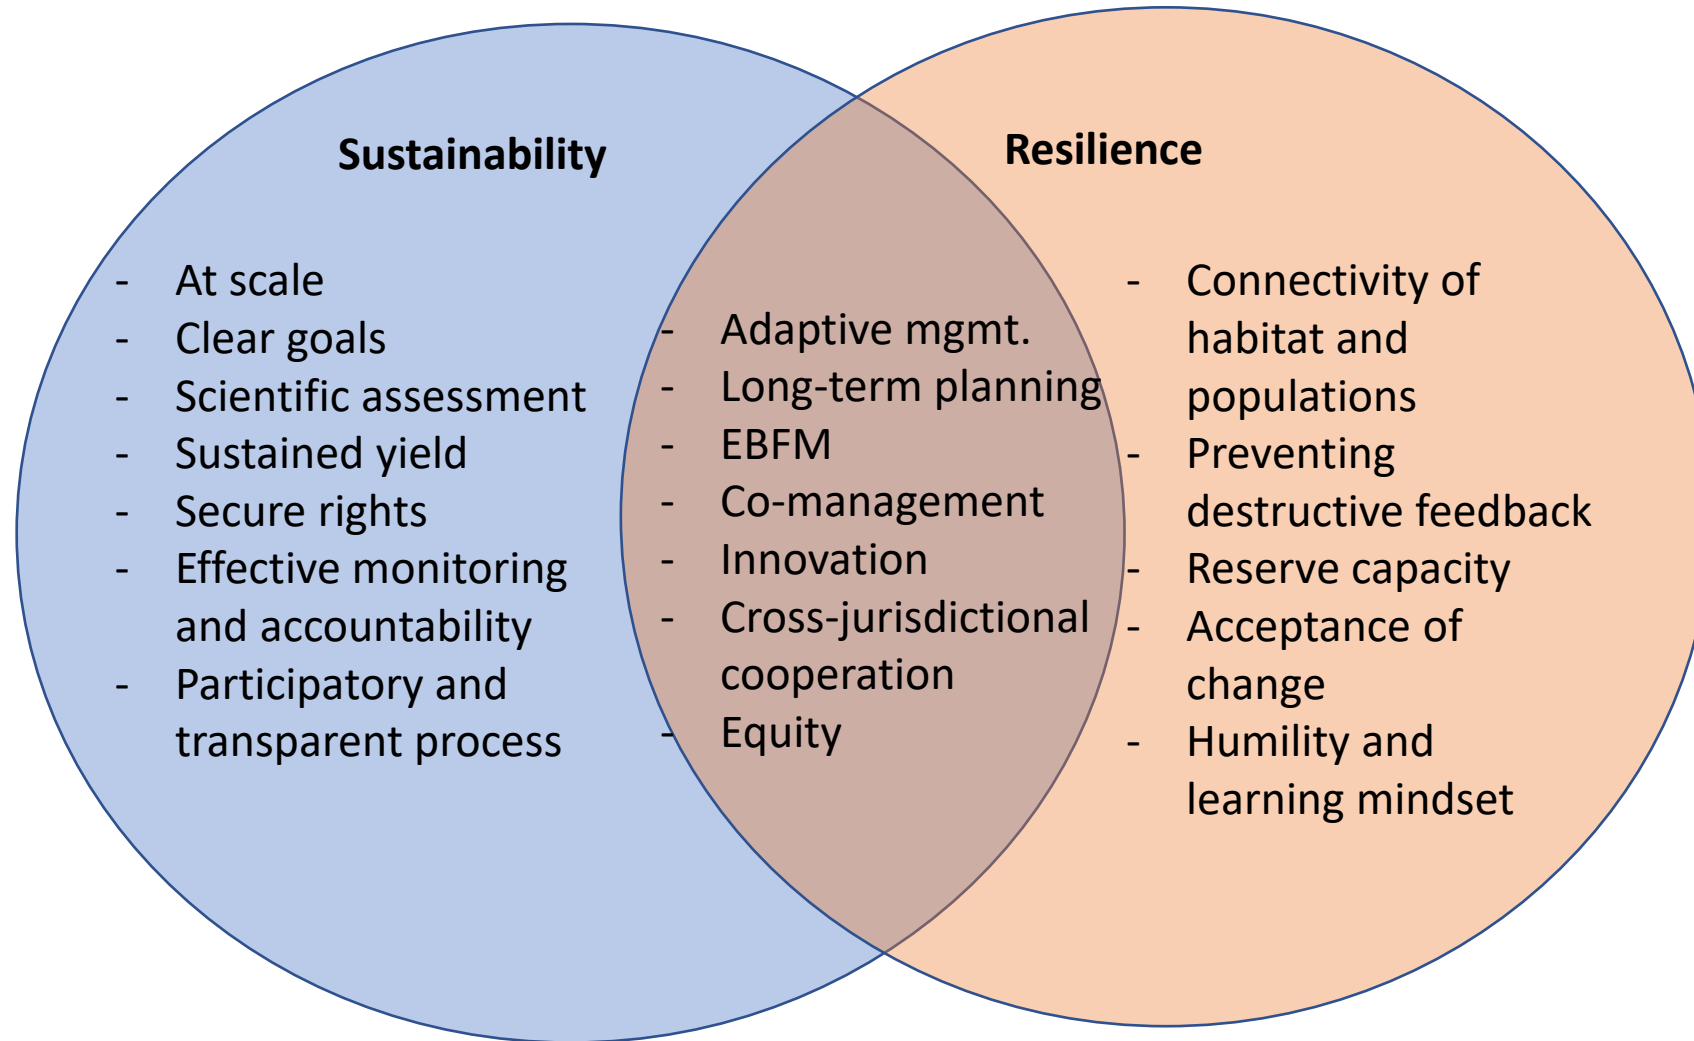 Sustainability
- At scale
- Clear goals
- Scientific assessment
- Sustained yield
- Secure rights
- Effective monitoring
and accountability
- Participatory and
transparent process
- Adaptive mgmt.
- Long-term planning
- EBFM
- Co-management
- Innovation
- Cross-jurisdictional
cooperation
- Equity
Resilience
- Connectivity of
habitat and
populations
- Preventing
destructive feedback
- Reserve capacity
- Acceptance of
change
- Humility and
learning mindset